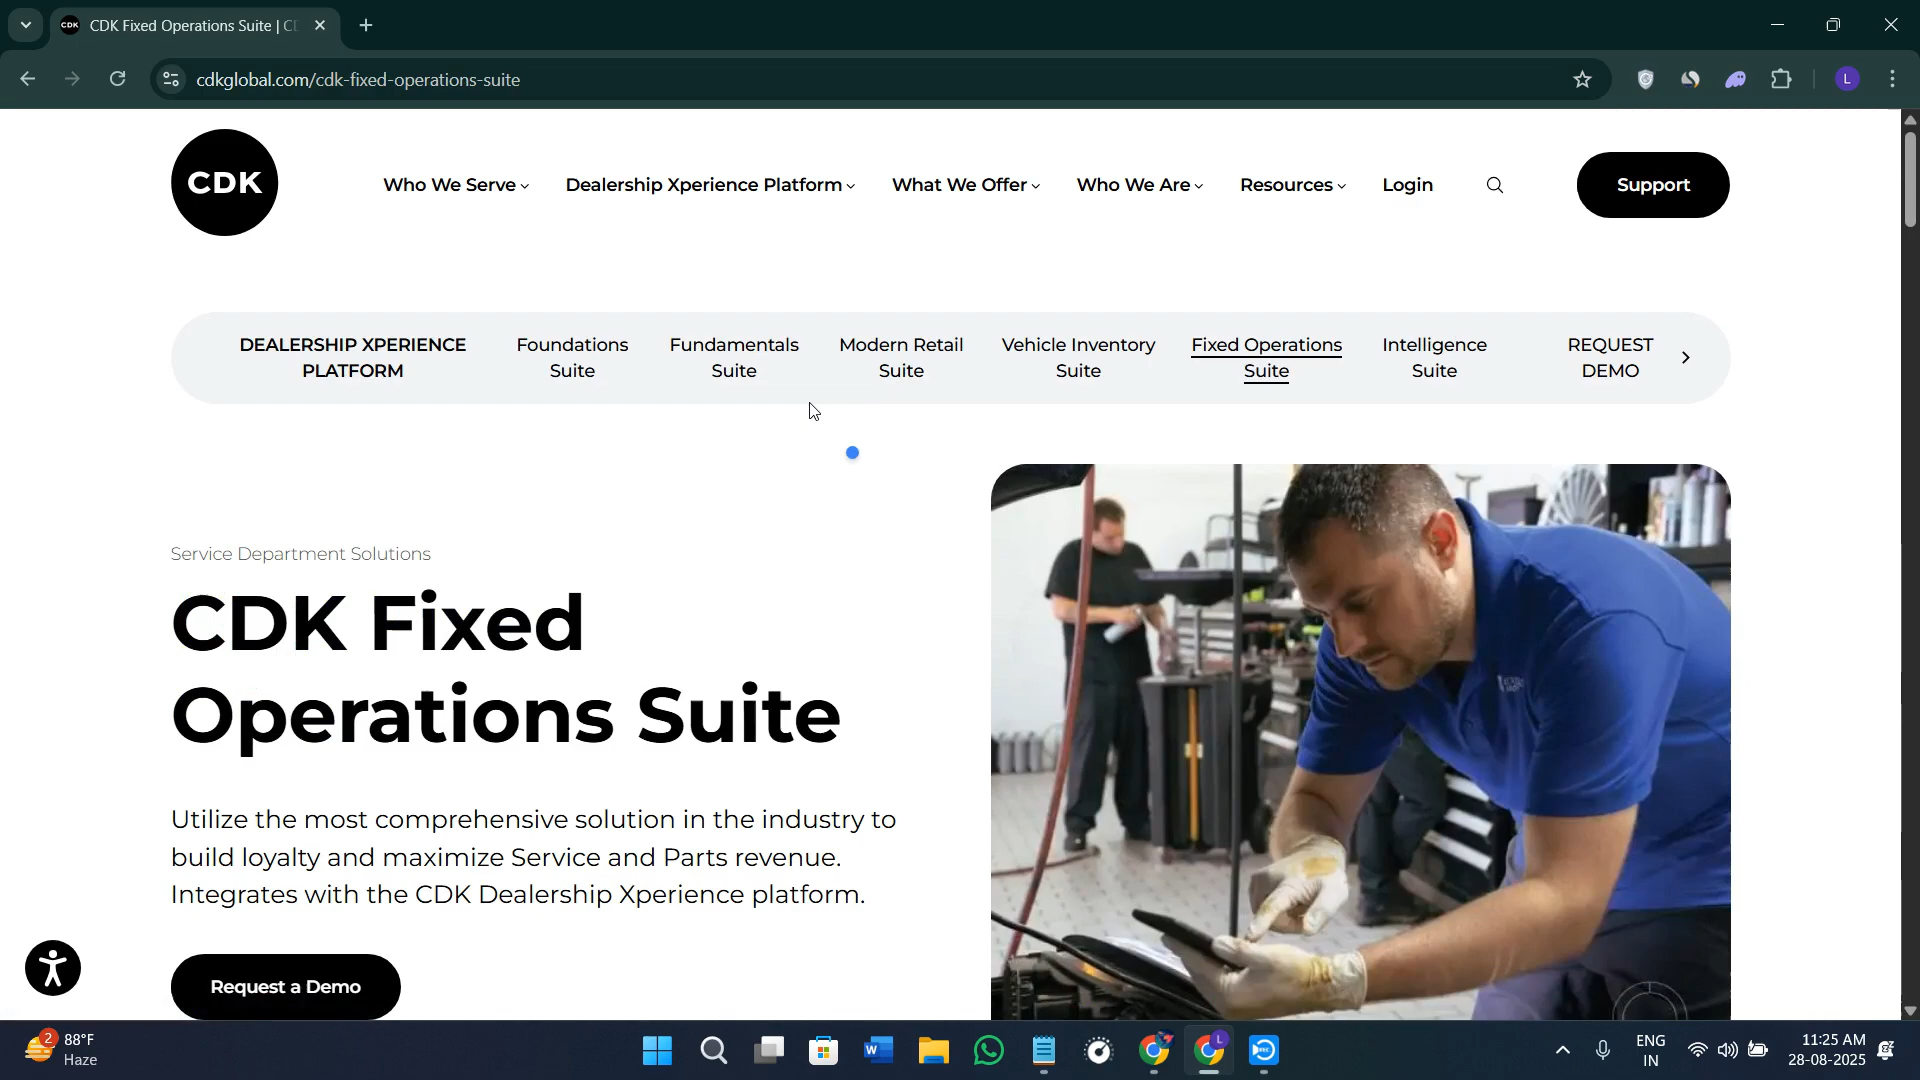 CDK Fixed Operations Suite | CD
cdkglobal.com/cdk-fixed-operations-suite
L
CDK
Who We Serve
Dealership Xperience Platform
What We Offer
Who We Are
Resources
Login
Support
DEALERSHIP XPERIENCE
PLATFORM
Foundations
Suite
Fundamentals
Suite
Modern Retail
Suite
Vehicle Inventory
Suite
Fixed Operations
Suite
Intelligence
Suite
REQUEST
DEMO
Service Department Solutions
CDK Fixed
Operations Suite
Utilize the most comprehensive solution in the industry to
build loyalty and maximize Service and Parts revenue.
Integrates with the CDK Dealership Xperience platform.
Request a Demo
2
88°F
Haze
ENG
IN
11:25 AM
28-08-2025